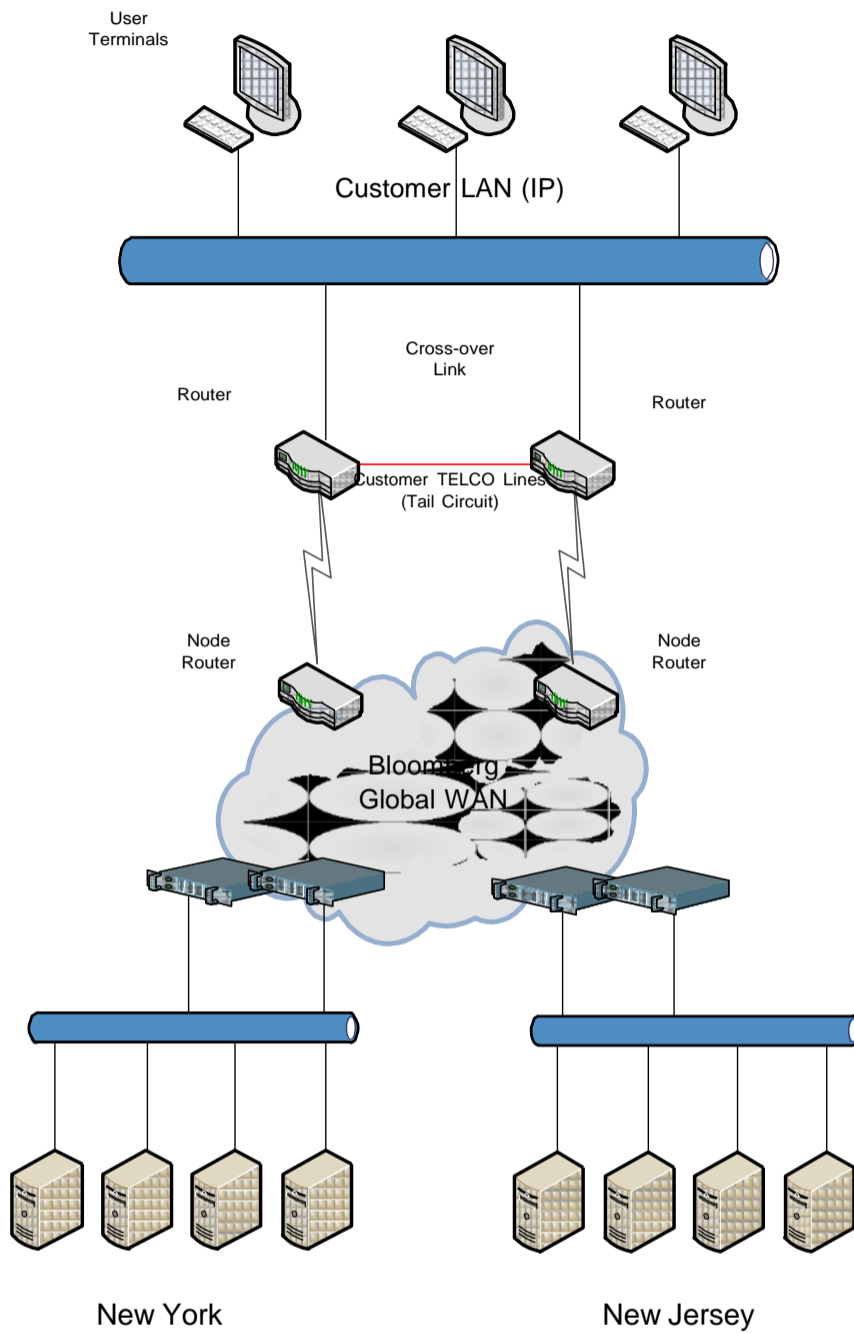 User
Terminals
Customer LAN (IP)
Cross-over
Link
Router
Router
Customer TELCO Lines
(Tail Circuit)
Node
Router
Node
Router
Bloomberg
Global WAN
New York
New Jersey